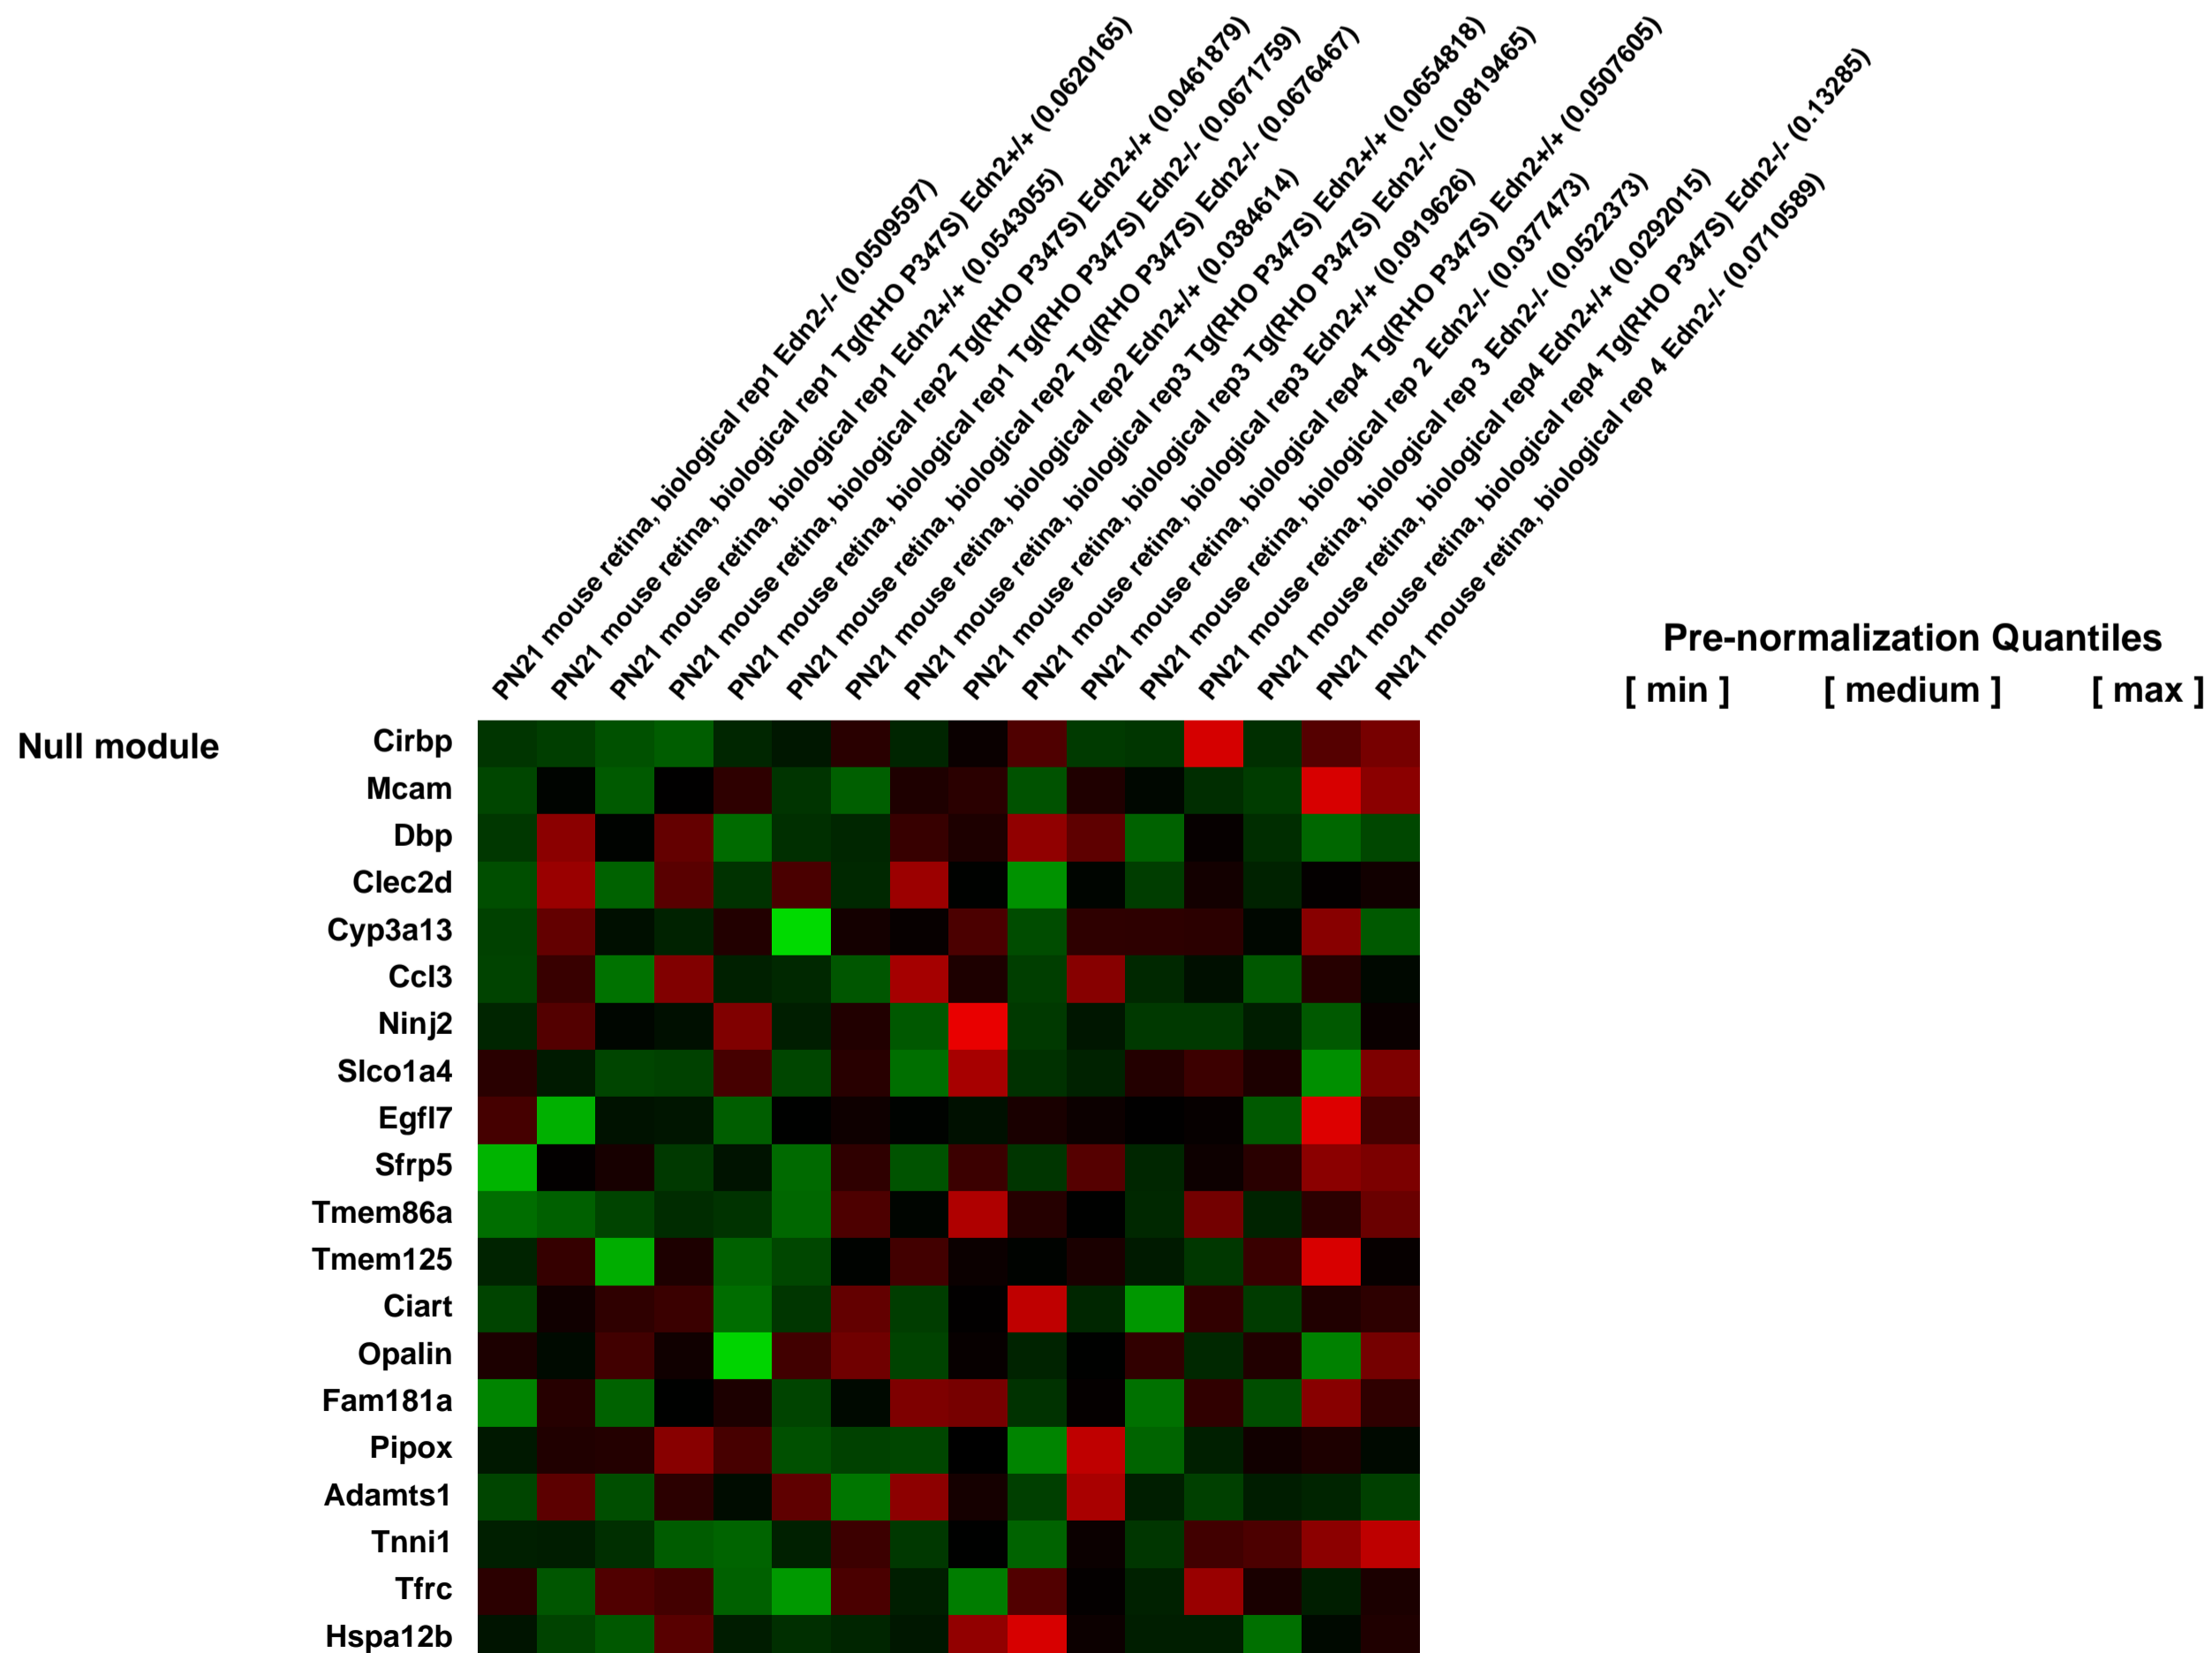 PN21 mouse retina, biological rep1 Edn2-/- (0.0509597)
PN21 mouse retina, biological rep1 Tg(RHO P347S) Edn2+/+ (0.0620165)
PN21 mouse retina, biological rep1 Edn2+/+ (0.0543055)
PN21 mouse retina, biological rep2 Tg(RHO P347S) Edn2+/+ (0.0461879)
PN21 mouse retina, biological rep1 Tg(RHO P347S) Edn2-/- (0.0671759)
PN21 mouse retina, biological rep2 Tg(RHO P347S) Edn2-/- (0.0676467)
PN21 mouse retina, biological rep2 Edn2+/+ (0.0384614)
PN21 mouse retina, biological rep3 Tg(RHO P347S) Edn2+/+ (0.0654818)
PN21 mouse retina, biological rep3 Tg(RHO P347S) Edn2-/- (0.0819465)
PN21 mouse retina, biological rep3 Edn2+/+ (0.0919626)
PN21 mouse retina, biological rep4 Tg(RHO P347S) Edn2+/+ (0.0507605)
PN21 mouse retina, biological rep 2 Edn2-/- (0.0377473)
PN21 mouse retina, biological rep 3 Edn2-/- (0.0522373)
PN21 mouse retina, biological rep4 Edn2+/+ (0.0292015)
PN21 mouse retina, biological rep4 Tg(RHO P347S) Edn2-/- (0.13285)
PN21 mouse retina, biological rep 4 Edn2-/- (0.0710589)
Pre-normalization Quantiles
[ min ] [ medium ] [ max ]
Null module
Cirbp
Mcam
Dbp
Clec2d
Cyp3a13
Ccl3
Ninj2
Slco1a4
Egfl7
Sfrp5
Tmem86a
Tmem125
Ciart
Opalin
Fam181a
Pipox
Adamts1
Tnni1
Tfrc
Hspa12b